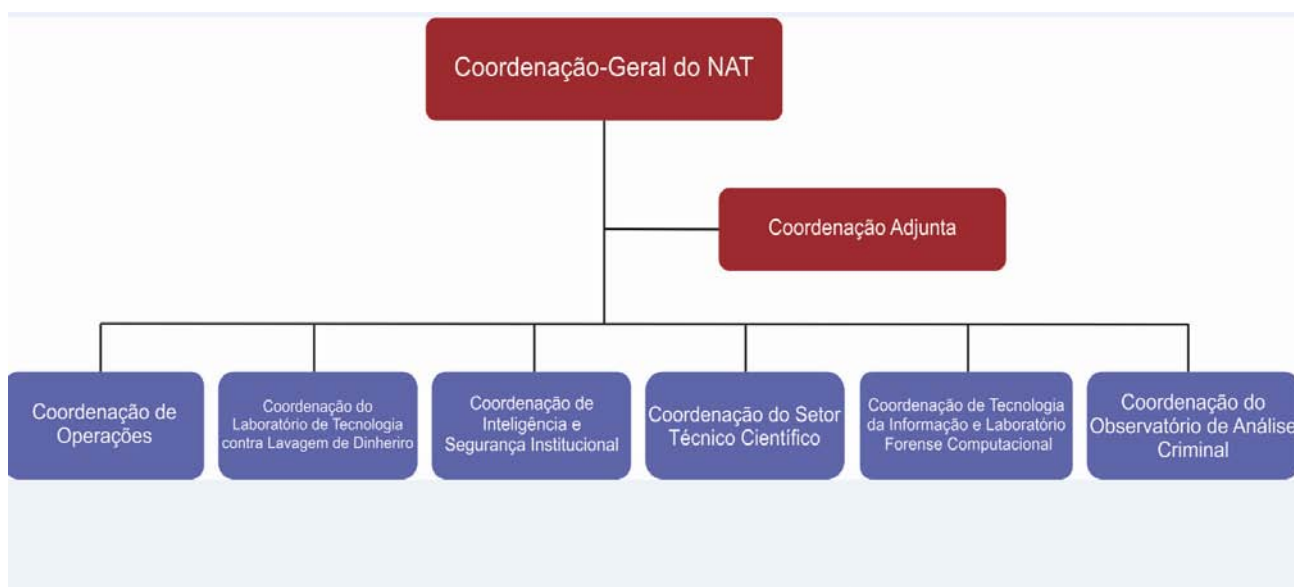 Coordenação-Geral do NAT
Coordenação Adjunta
Coordenação de
Operações
Coordenação do
Laboratório de Tecnologia
contra Lavagem de Dinheriro
Coordenação de
Inteligência e
Segurança Institucional
Coordenação do Setor
Técnico Científico
Coordenação de Tecnologia
da Informação e Laboratório
Forense Computacional
Coordenação do
Observatório de Análise
Criminal